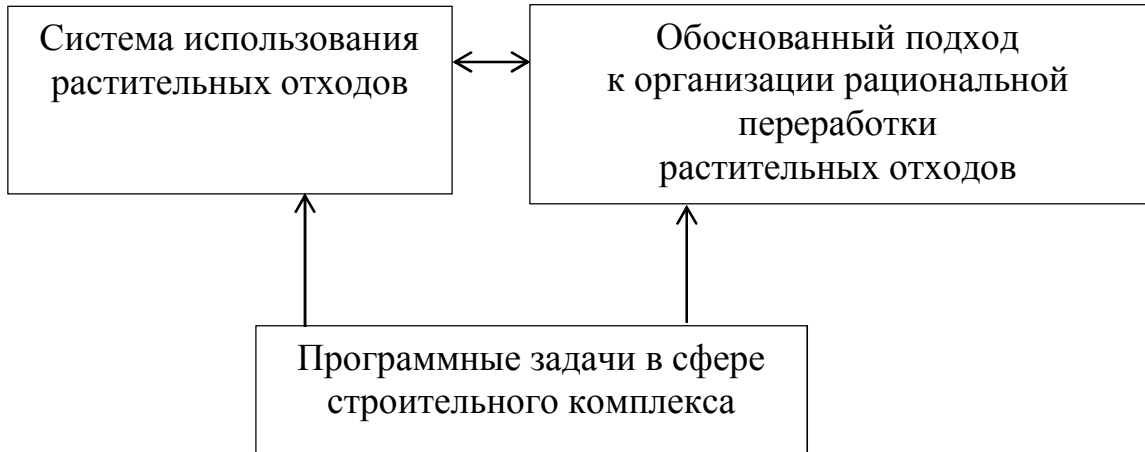 Система использования
растительных отходов
Обоснованный подход
к организации рациональной
переработки
растительных отходов
Программные задачи в сфере
строительного комплекса